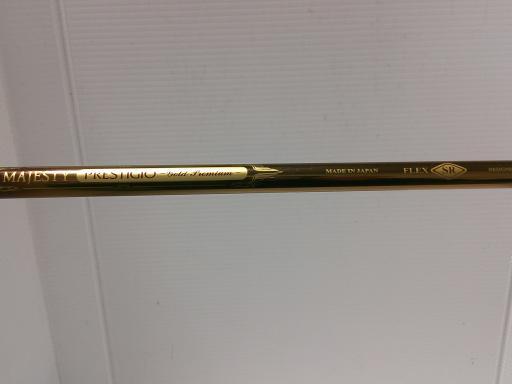 MAJESTY PRESTIGIO Gold Premium MADE IN JAPAN FLEX SR